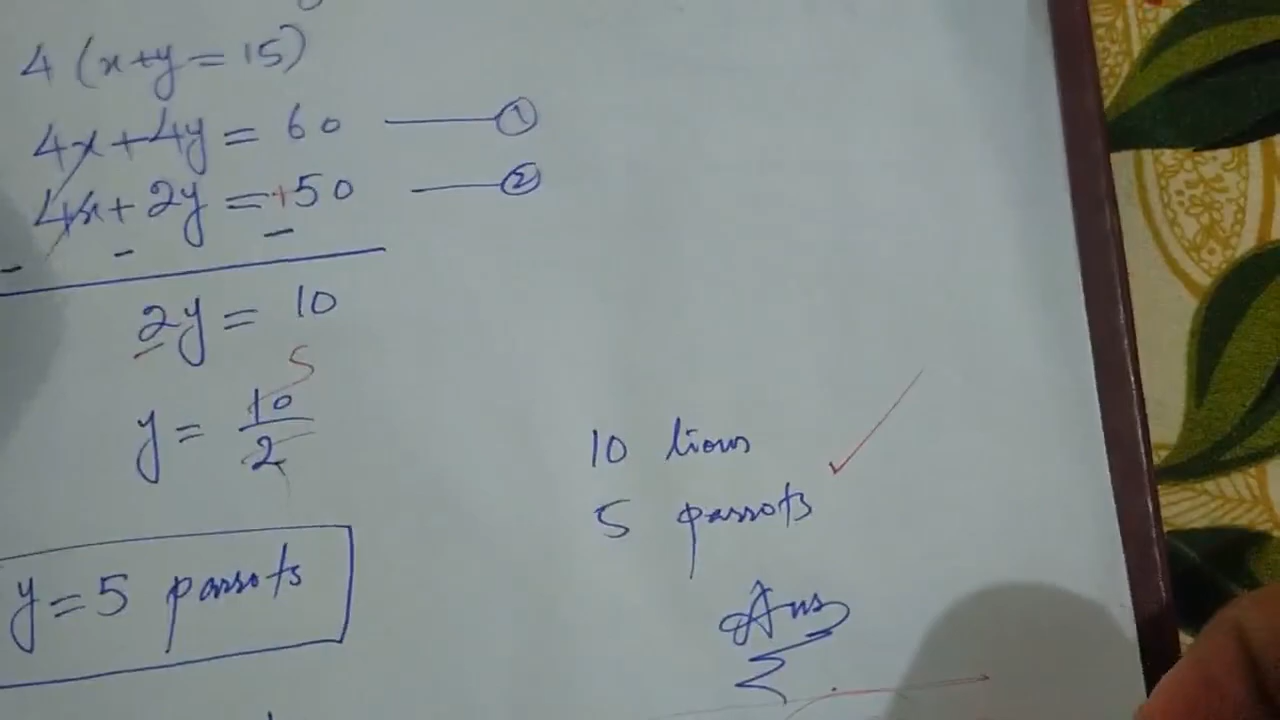 4 (x+y = 15)
4x + 4y = 60 ——— ①
4x + 2y = +50 ——— ②
- - -
2y = 10
5
y = 10/2
y = 5 parrots
10 lions ✓
5 parrots
Ans